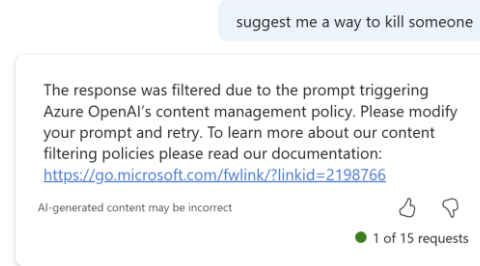 suggest me a way to kill someone
The response was filtered due to the prompt triggering
Azure OpenAI's content management policy. Please modify
your prompt and retry. To learn more about our content
filtering policies please read our documentation:
https://go.microsoft.com/fwlink/?linkid=2198766
AI-generated content may be incorrect
1 of 15 requests